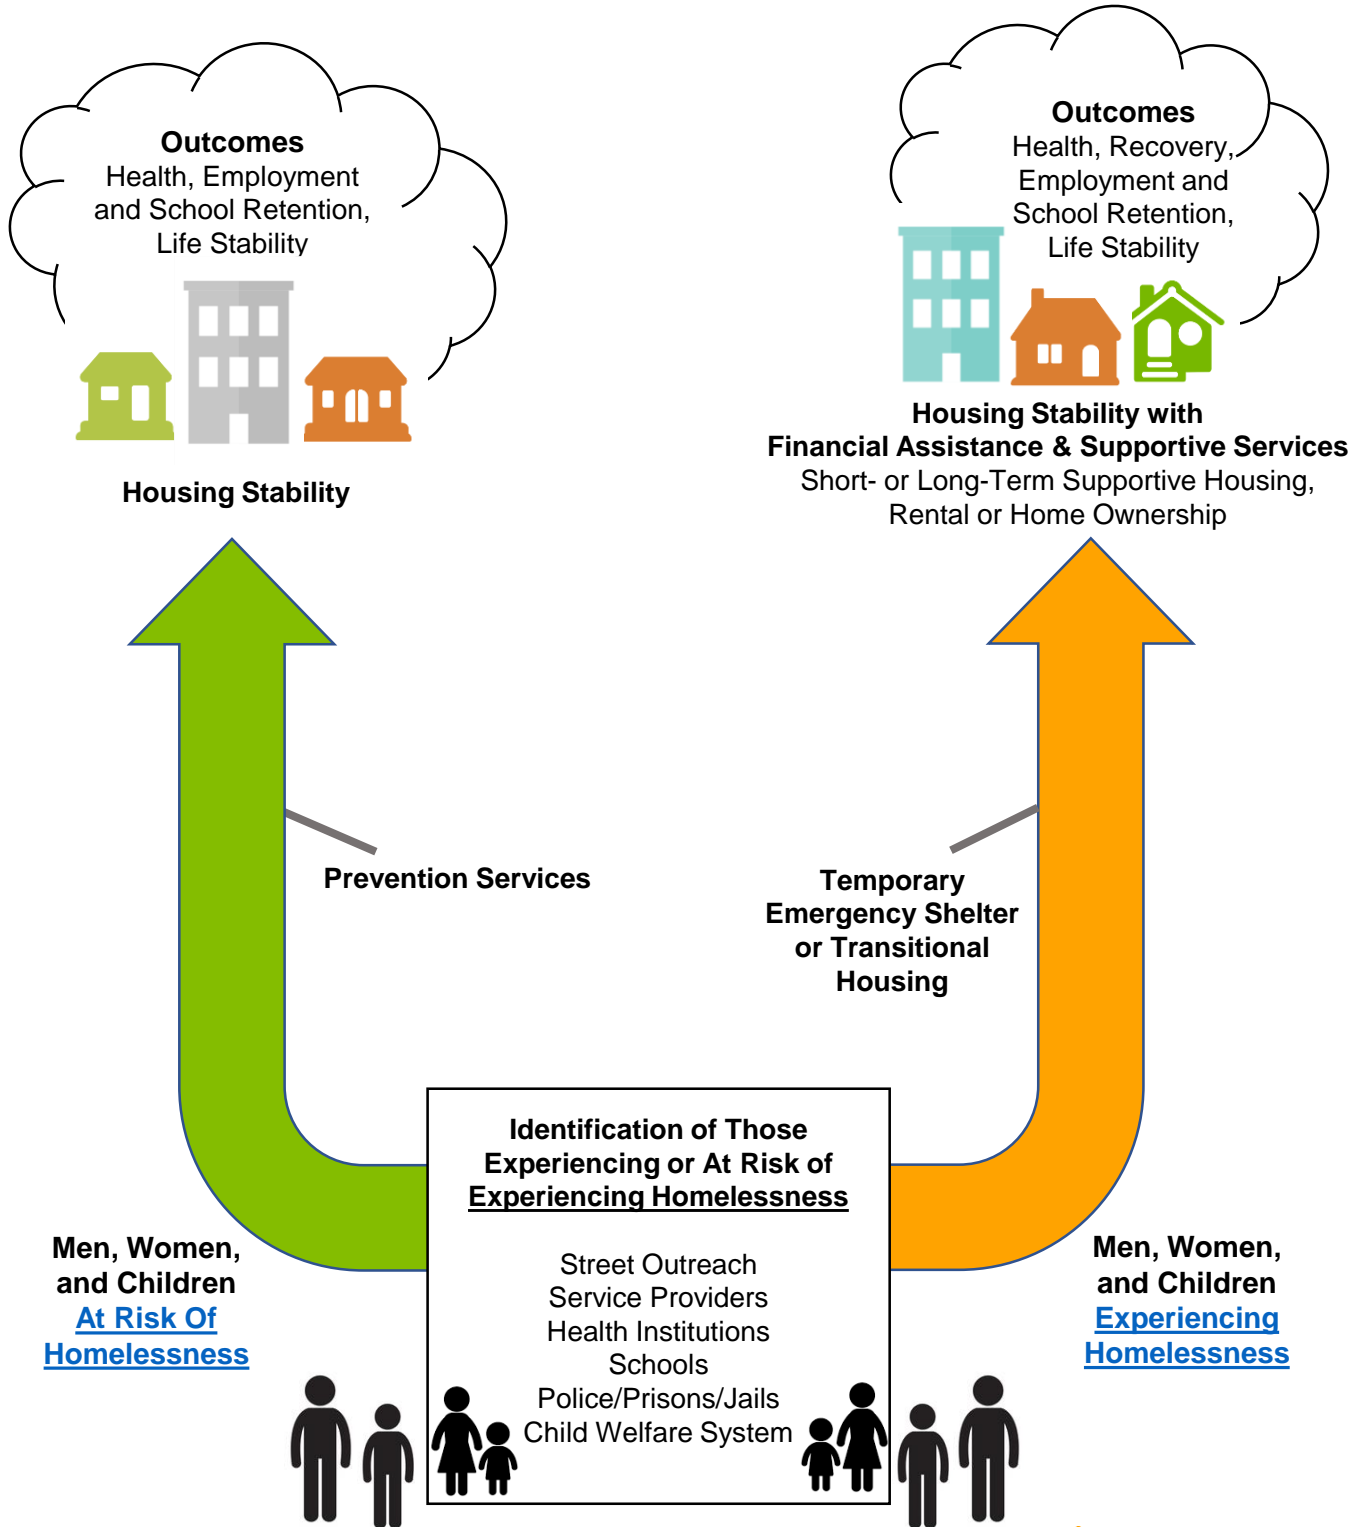 Outcomes
Health, Employment
and School Retention,
Life Stability
Housing Stability
Outcomes
Health, Recovery,
Employment and
School Retention,
Life Stability
Housing Stability with
Financial Assistance & Supportive Services
Short- or Long-Term Supportive Housing,
Rental or Home Ownership
Prevention Services
Temporary
Emergency Shelter
or Transitional
Housing
Identification of Those
Experiencing or At Risk of
Experiencing Homelessness
Street Outreach
Service Providers
Health Institutions
Schools
Police/Prisons/Jails
Child Welfare System
Men, Women,
and Children
At Risk Of
Homelessness
Men, Women,
and Children
Experiencing
Homelessness